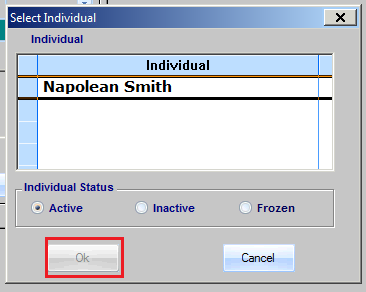 Select Individual
Individual
Individual
Napolean Smith
Individual Status
Active Inactive Frozen
Ok Cancel